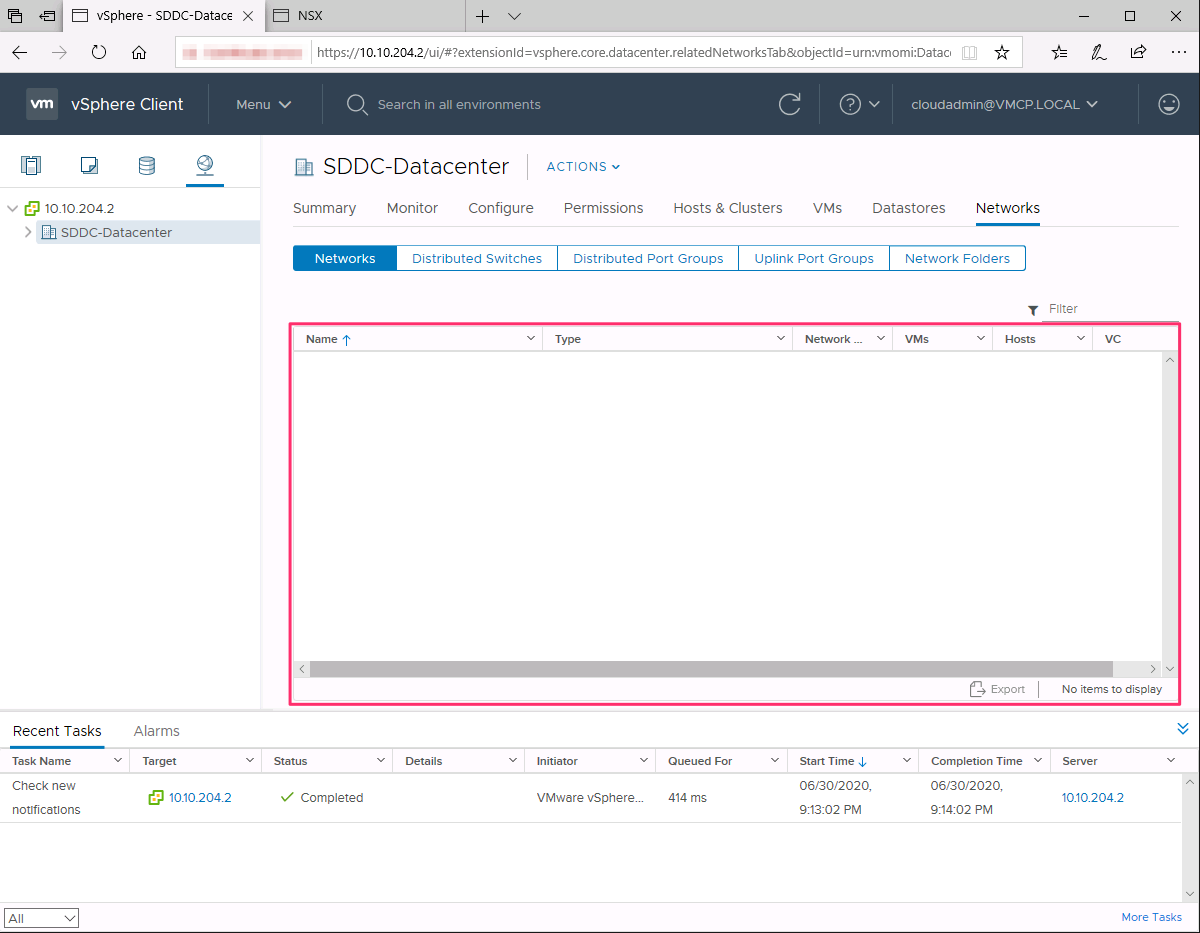 vSphere - SDDC-Datace
NSX
https://10.10.204.2/ui/#?extensionId=vsphere.core.datacenter.relatedNetworksTab&objectId=urn:vmomi:Datac
vm vSphere Client Menu Search in all environments cloudadmin@VMCP.LOCAL
10.10.204.2
SDDC-Datacenter
SDDC-Datacenter ACTIONS
Summary Monitor Configure Permissions Hosts & Clusters VMs Datastores Networks
Networks Distributed Switches Distributed Port Groups Uplink Port Groups Network Folders
Filter
Name Type Network ... VMs Hosts VC
Export No items to display
Recent Tasks Alarms
Task Name Target Status Details Initiator Queued For Start Time Completion Time Server
Check new notifications 10.10.204.2 Completed VMware vSphere... 414 ms 06/30/2020, 9:13:02 PM 06/30/2020, 9:14:02 PM 10.10.204.2
All More Tasks